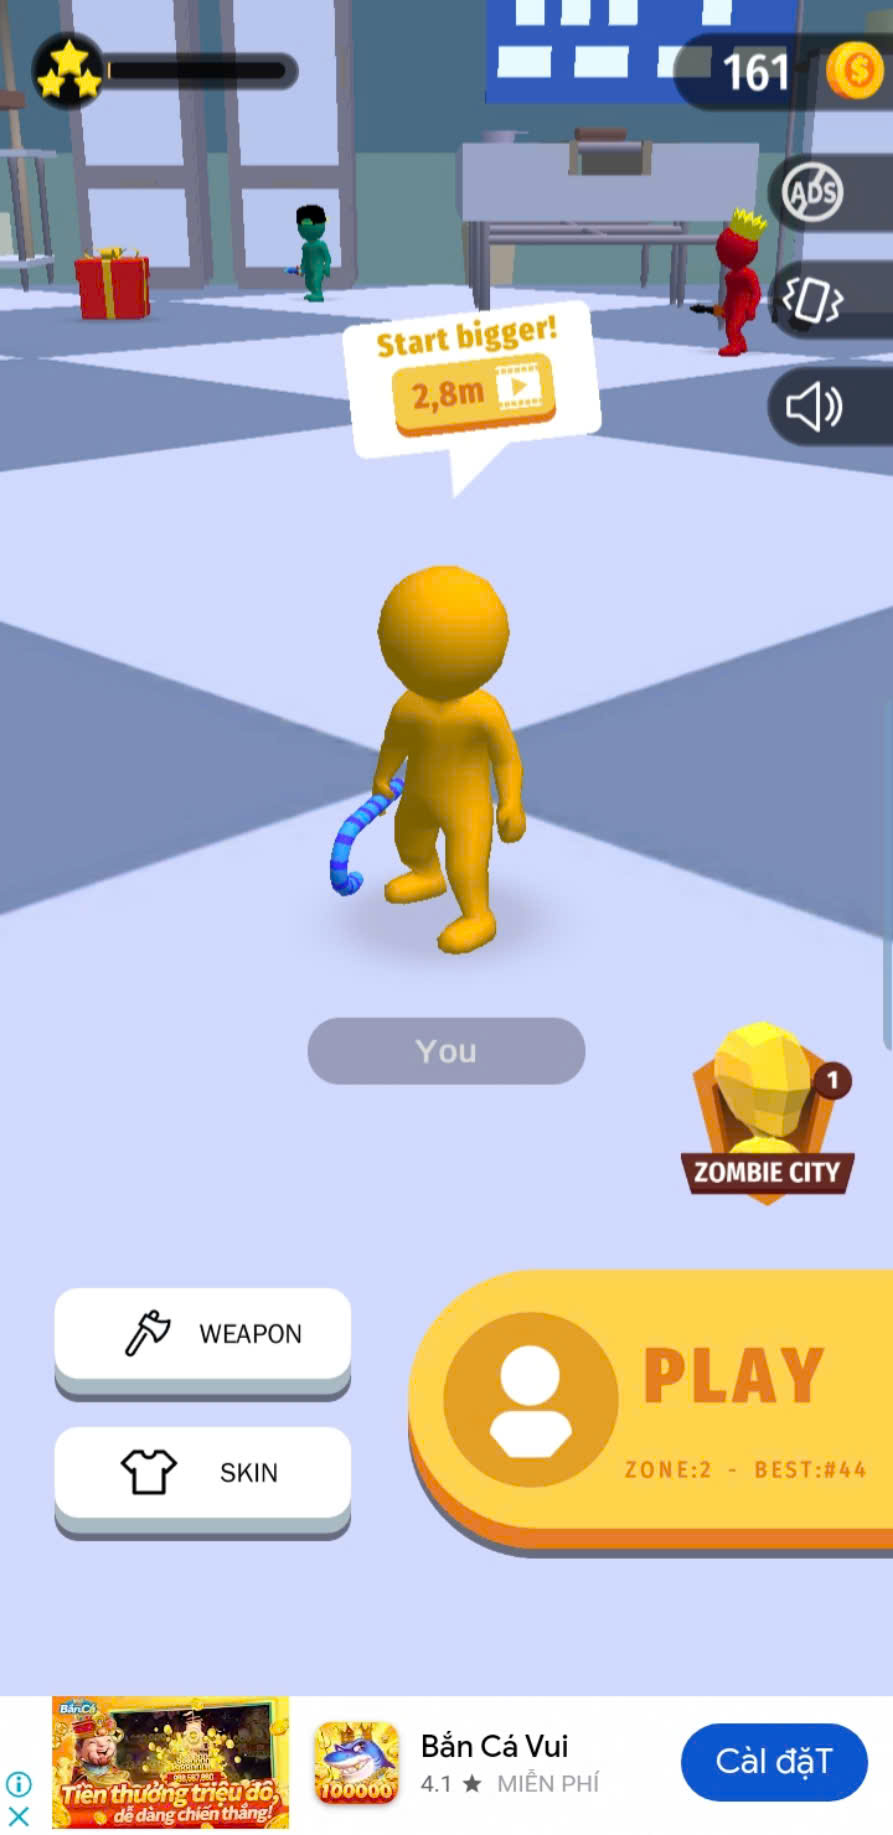 161
ADS
Start bigger!
2,8m
You
1
ZOMBIE CITY
WEAPON
PLAY
SKIN
ZONE:2 - BEST:#44
Bắn Cá
Tiền thưởng triệu đô,
dễ dàng chiến thắng!
100000
Bắn Cá Vui
4.1 ★ MIỄN PHÍ
Cài đặT